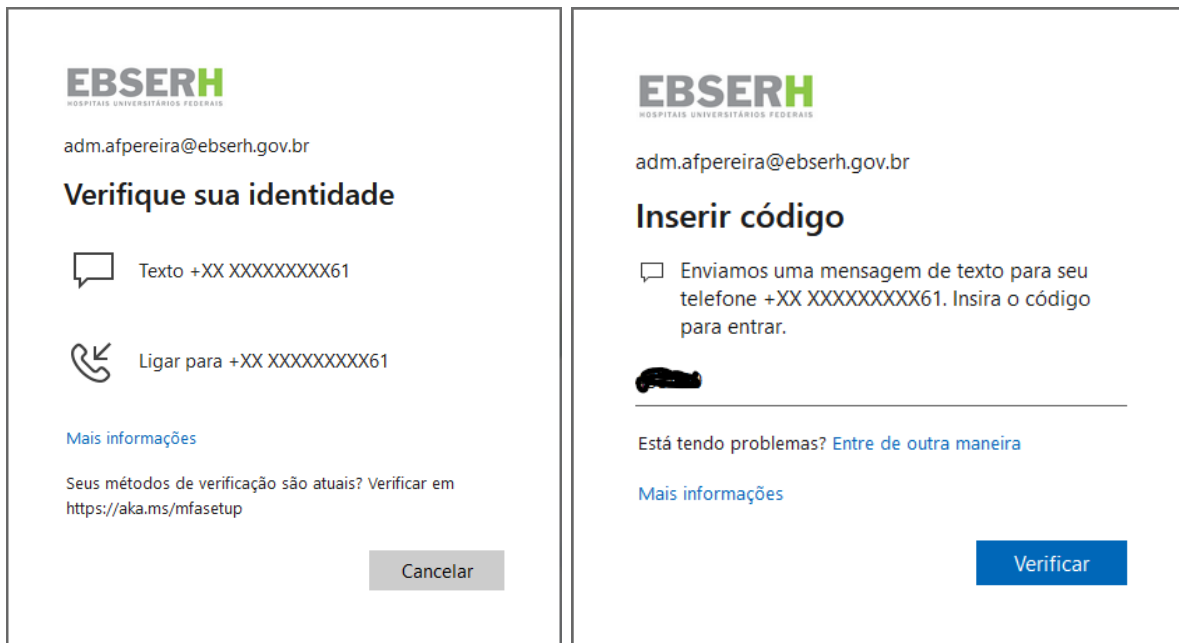 EBSERH
HOSPITAIS UNIVERSITÁRIOS FEDERAIS
adm.afpereira@ebserh.gov.br
Verifique sua identidade
Texto +XX XXXXXXXXX61
Ligar para +XX XXXXXXXXX61
Mais informações
Seus métodos de verificação são atuais? Verificar em
https://aka.ms/mfasetup
Cancelar
EBSERH
HOSPITAIS UNIVERSITÁRIOS FEDERAIS
adm.afpereira@ebserh.gov.br
Inserir código
Enviamos uma mensagem de texto para seu
telefone +XX XXXXXXXXX61. Insira o código
para entrar.
Está tendo problemas? Entre de outra maneira
Mais informações
Verificar